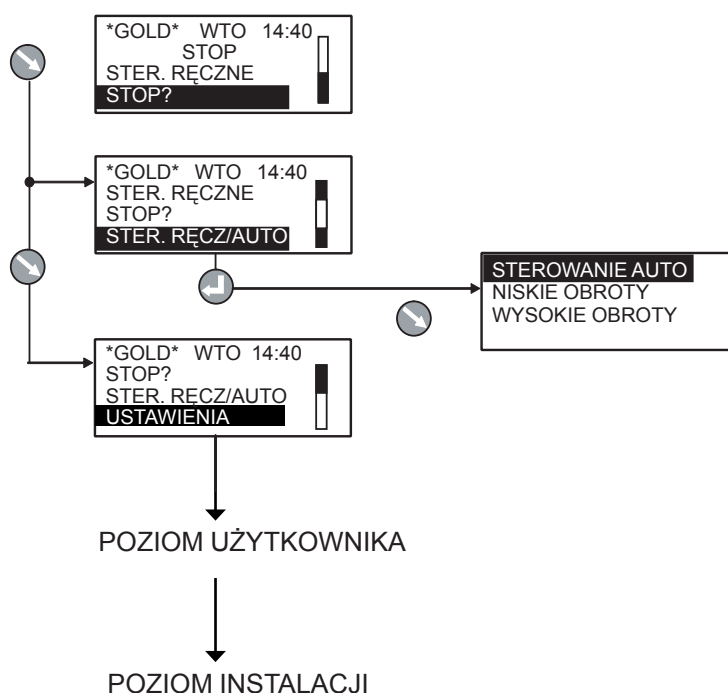 *GOLD* WTO 14:40
STOP
STER. RĘCZNE
STOP?
*GOLD* WTO 14:40
STER. RĘCZNE
STOP?
STER. RĘCZ/AUTO
STEROWANIE AUTO
NISKIE OBROTY
WYSOKIE OBROTY
*GOLD* WTO 14:40
STOP?
STER. RĘCZ/AUTO
USTAWIENIA
POZIOM UŻYTKOWNIKA
POZIOM INSTALACJI